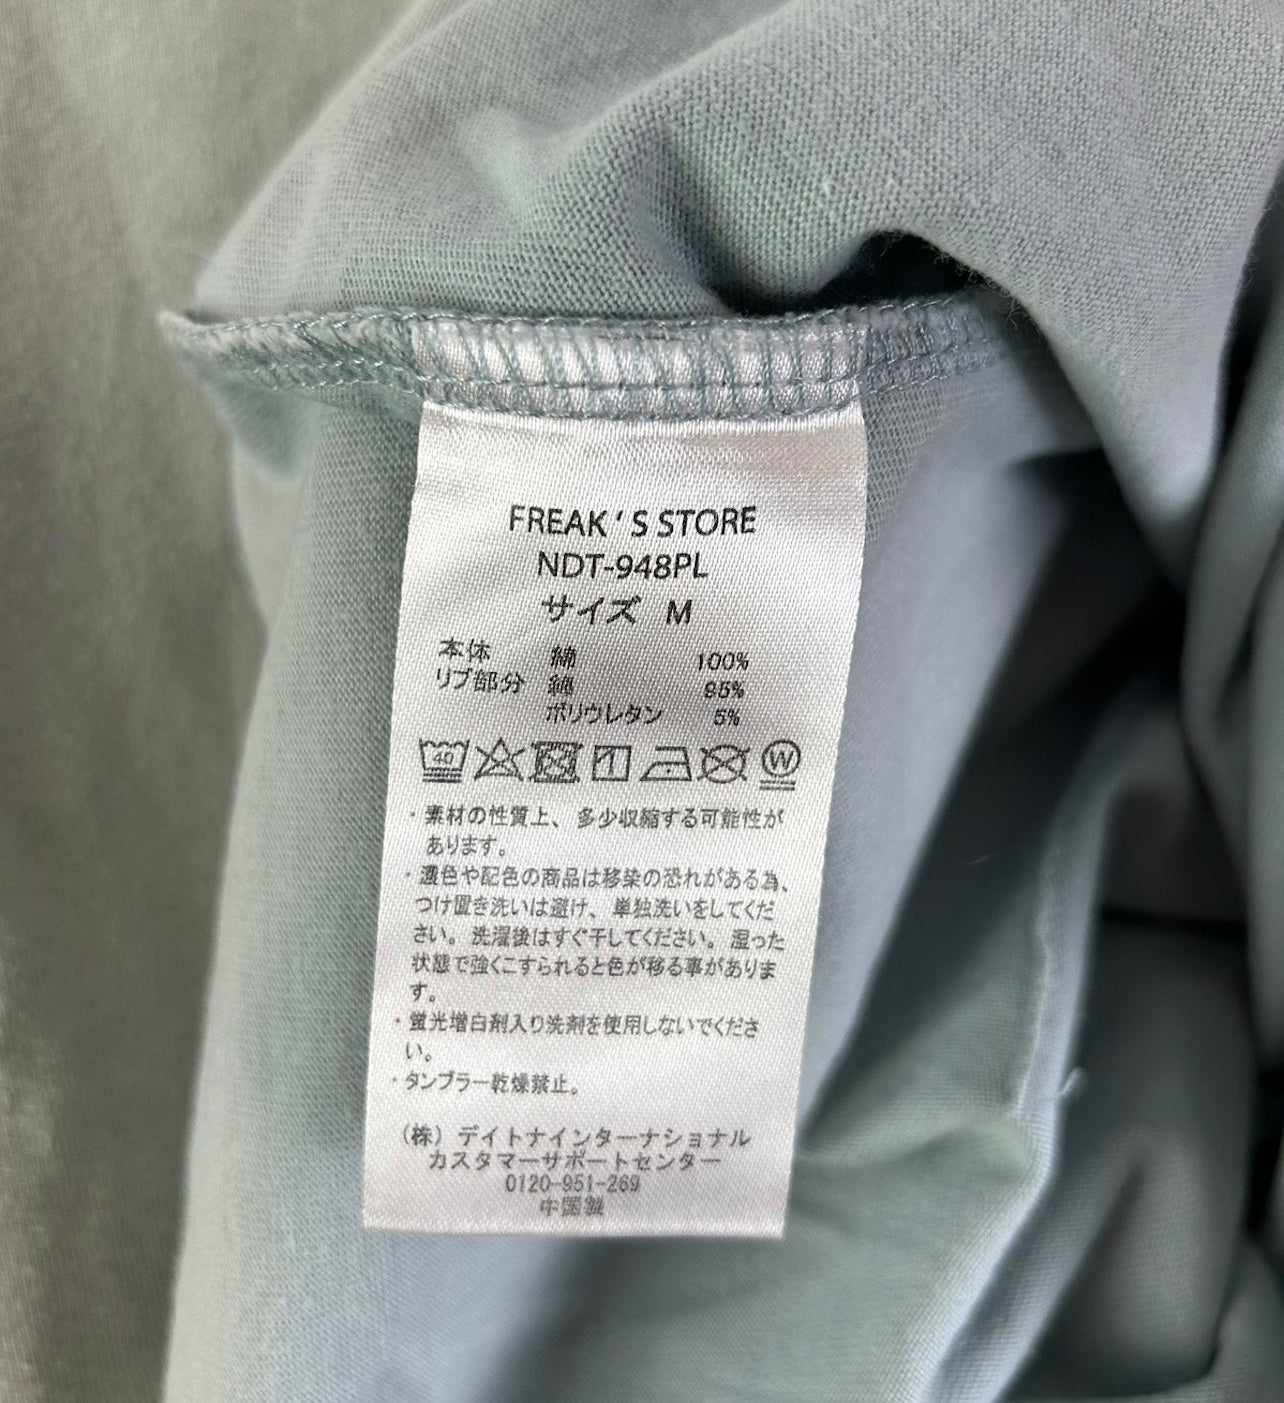 FREAK'S STORE
NDT-948PL
サイズ M
本体 綿 100%
リブ部分 綿 95%
ポリウレタン 5%
40
W
・素材の性質上、多少収縮する可能性が
あります。
・濃色や配色の商品は移染の恐れがある為、
つけ置き洗いは避け、単独洗いをしてくだ
さい。洗濯後はすぐ干してください。湿った
状態で強くこすられると色が移る事がありま
す。
・蛍光増白剤入り洗剤を使用しないでくださ
い。
・タンブラー乾燥禁止。
(株)デイトナインターナショナル
カスタマーサポートセンター
0120-951-269
中国製